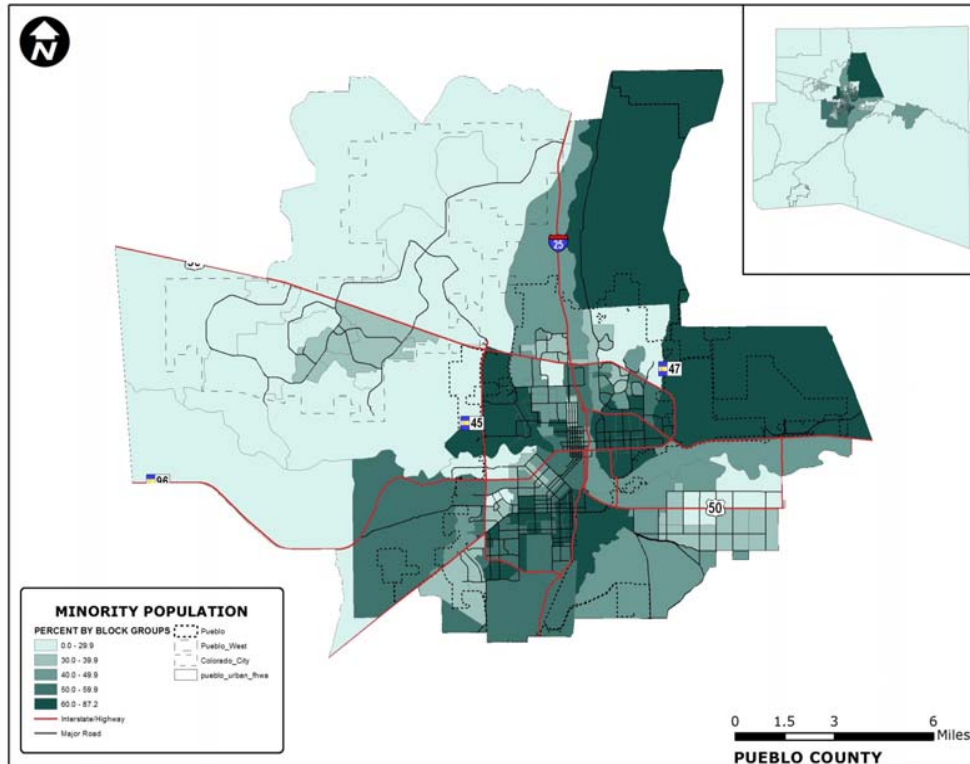 N
25
47
45
96
50
MINORITY POPULATION
PERCENT BY BLOCK GROUPS
0.0 - 29.9
30.0 - 39.9
40.0 - 49.9
50.0 - 59.9
60.0 - 87.2
Interstate/Highway
Major Road
Pueblo
Pueblo_West
Colorado_City
pueblo_urban_fhwa
0 1.5 3 6
Miles
PUEBLO COUNTY